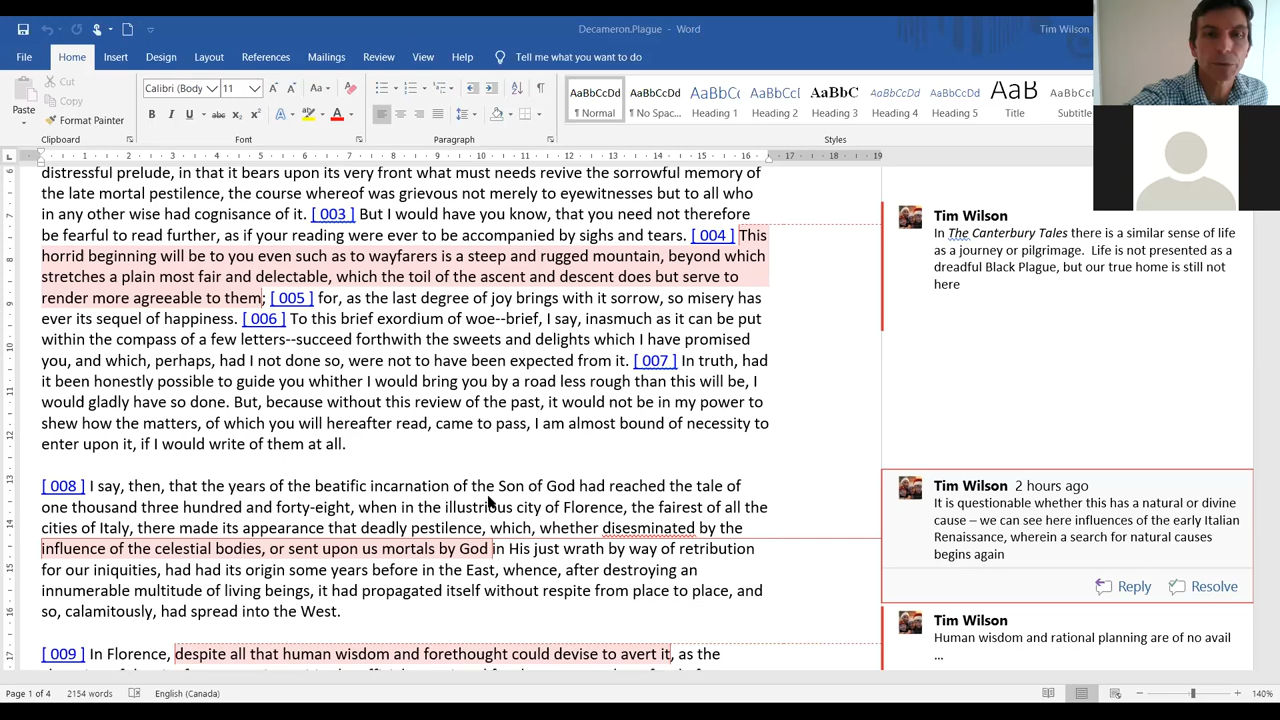 Decameron.Plague - Word
Tim Wilson
File Home Insert Design Layout References Mailings Review View Help Tell me what you want to do
Paste
Cut
Copy
Format Painter
Calibri (Body 11
Clipboard Font Paragraph Styles
AaBbCcDd AaBbCcDd AaBbCc AaBbCcI AaBbC AaBbCcDd AaBbCcDd AaB AaBbCcD
¶ Normal ¶ No Spac... Heading 1 Heading 2 Heading 3 Heading 4 Heading 5 Title Subtitle
1 2 3 4 5 6 7 8 9 10 11 12 13 14 15 16 17 18 19
distressful prelude, in that it bears upon its very front what must needs revive the sorrowful memory of
the late mortal pestilence, the course whereof was grievous not merely to eyewitnesses but to all who
in any other wise had cognisance of it. [ 003 ] But I would have you know, that you need not therefore
be fearful to read further, as if your reading were ever to be accompanied by sighs and tears. [ 004 ] This
horrid beginning will be to you even such as to wayfarers is a steep and rugged mountain, beyond which
stretches a plain most fair and delectable, which the toil of the ascent and descent does but serve to
render more agreeable to them; [ 005 ] for, as the last degree of joy brings with it sorrow, so misery has
ever its sequel of happiness. [ 006 ] To this brief exordium of woe--brief, I say, inasmuch as it can be put
within the compass of a few letters--succeed forthwith the sweets and delights which I have promised
you, and which, perhaps, had I not done so, were not to have been expected from it. [ 007 ] In truth, had
it been honestly possible to guide you whither I would bring you by a road less rough than this will be, I
would gladly have so done. But, because without this review of the past, it would not be in my power to
shew how the matters, of which you will hereafter read, came to pass, I am almost bound of necessity to
enter upon it, if I would write of them at all.
[ 008 ] I say, then, that the years of the beatific incarnation of the Son of God had reached the tale of
one thousand three hundred and forty-eight, when in the illustrious city of Florence, the fairest of all the
cities of Italy, there made its appearance that deadly pestilence, which, whether disesminated by the
influence of the celestial bodies, or sent upon us mortals by God in His just wrath by way of retribution
for our iniquities, had had its origin some years before in the East, whence, after destroying an
innumerable multitude of living beings, it had propagated itself without respite from place to place, and
so, calamitously, had spread into the West.
[ 009 ] In Florence, despite all that human wisdom and forethought could devise to avert it, as the
Tim Wilson
In The Canterbury Tales there is a similar sense of life
as a journey or pilgrimage. Life is not presented as a
dreadful Black Plague, but our true home is still not
here
Tim Wilson 2 hours ago
It is questionable whether this has a natural or divine
cause – we can see here influences of the early Italian
Renaissance, wherein a search for natural causes
begins again
Reply Resolve
Tim Wilson
Human wisdom and rational planning are of no avail
...
Page 1 of 4 2154 words English (Canada) 140%